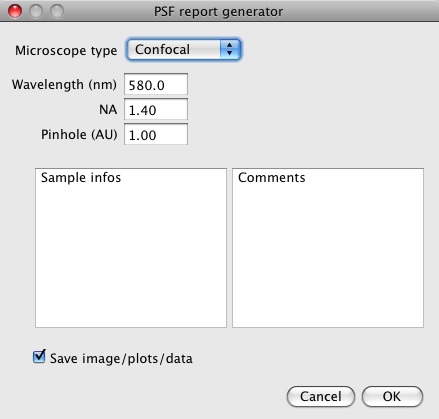 PSF report generator
Microscope type Confocal
Wavelength (nm) 580.0
NA 1.40
Pinhole (AU) 1.00
Sample infos Comments
Save image/plots/data
Cancel OK